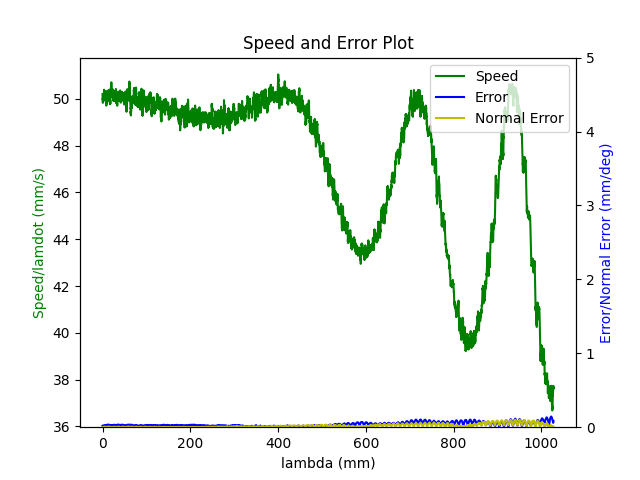 Speed and Error Plot
Speed
Error
Normal Error
Speed/lamdot (mm/s)
50
48
46
44
42
40
38
36
5
4
3
2
1
0
Error/Normal Error (mm/deg)
0 200 400 600 800 1000
lambda (mm)